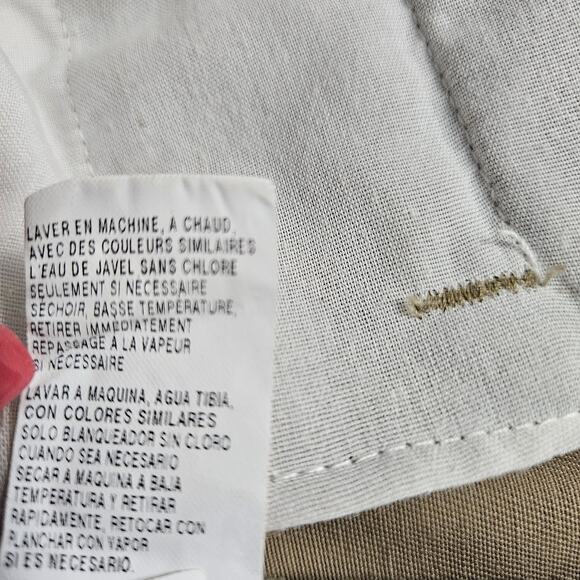 LAVER EN MACHINE, A CHAUD,
AVEC DES COULEURS SIMILAIRES
L'EAU DE JAVEL SANS CHLORE
SEULEMENT SI NECESSAIRE
SECHOIR, BASSE TEMPÉRATURE,
RETIRER IMMEDIATEMENT
REPASSAGE À LA VAPEUR
SI NÉCESSAIRE
LAVAR A MAQUINA, AGUA TIBIA,
CON COLORES SIMILARES
SOLO BLANQUEADOR SIN CLORO
CUANDO SEA NECESARIO
SECAR A MAQUINA A BAJA
TEMPERATURA Y RETIRAR
RAPIDAMENTE, RETOCAR CON
PLANCHAR CON VAPOR
SI ES NECESARIO.